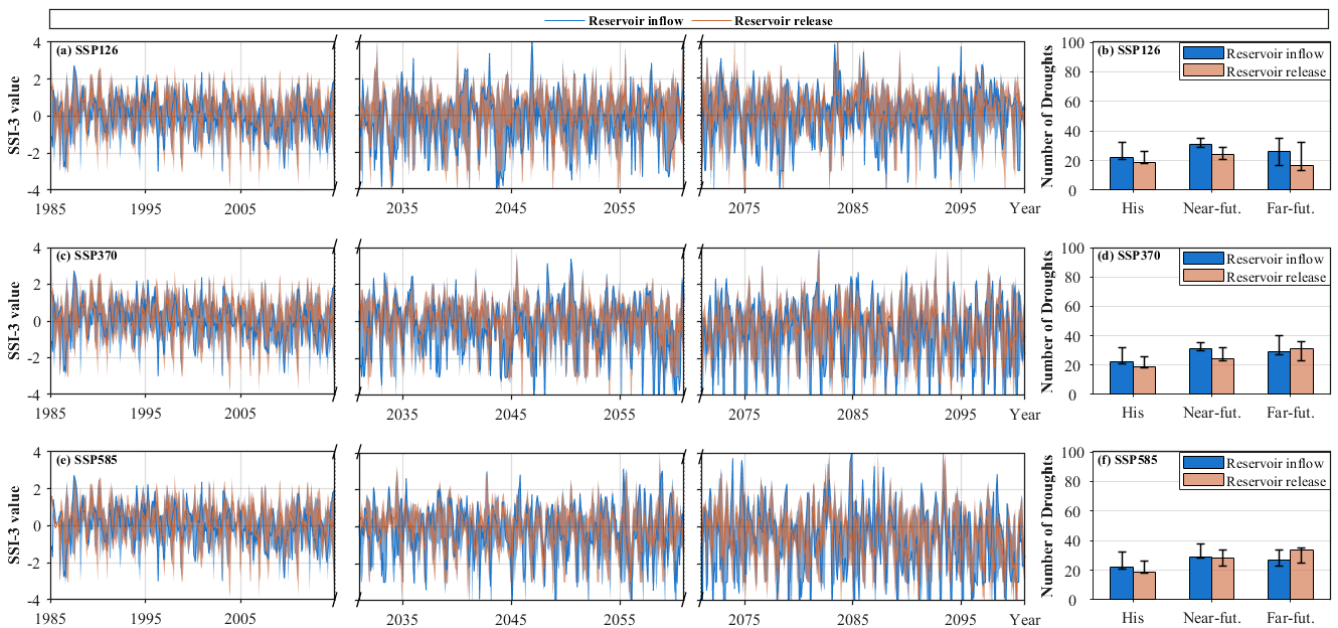 Reservoir inflow Reservoir release
(a) SSP126
SSI-3 value
4
2
0
-2
-4
1985 1995 2005 2035 2045 2055 2075 2085 2095 Year
(b) SSP126
Reservoir inflow
Reservoir release
Number of Droughts
100
80
60
40
20
0
His Near-fut. Far-fut.
(c) SSP370
SSI-3 value
4
2
0
-2
-4
1985 1995 2005 2035 2045 2055 2075 2085 2095 Year
(d) SSP370
Reservoir inflow
Reservoir release
Number of Droughts
100
80
60
40
20
0
His Near-fut. Far-fut.
(e) SSP585
SSI-3 value
4
2
0
-2
-4
1985 1995 2005 2035 2045 2055 2075 2085 2095 Year
(f) SSP585
Reservoir inflow
Reservoir release
Number of Droughts
100
80
60
40
20
0
His Near-fut. Far-fut.